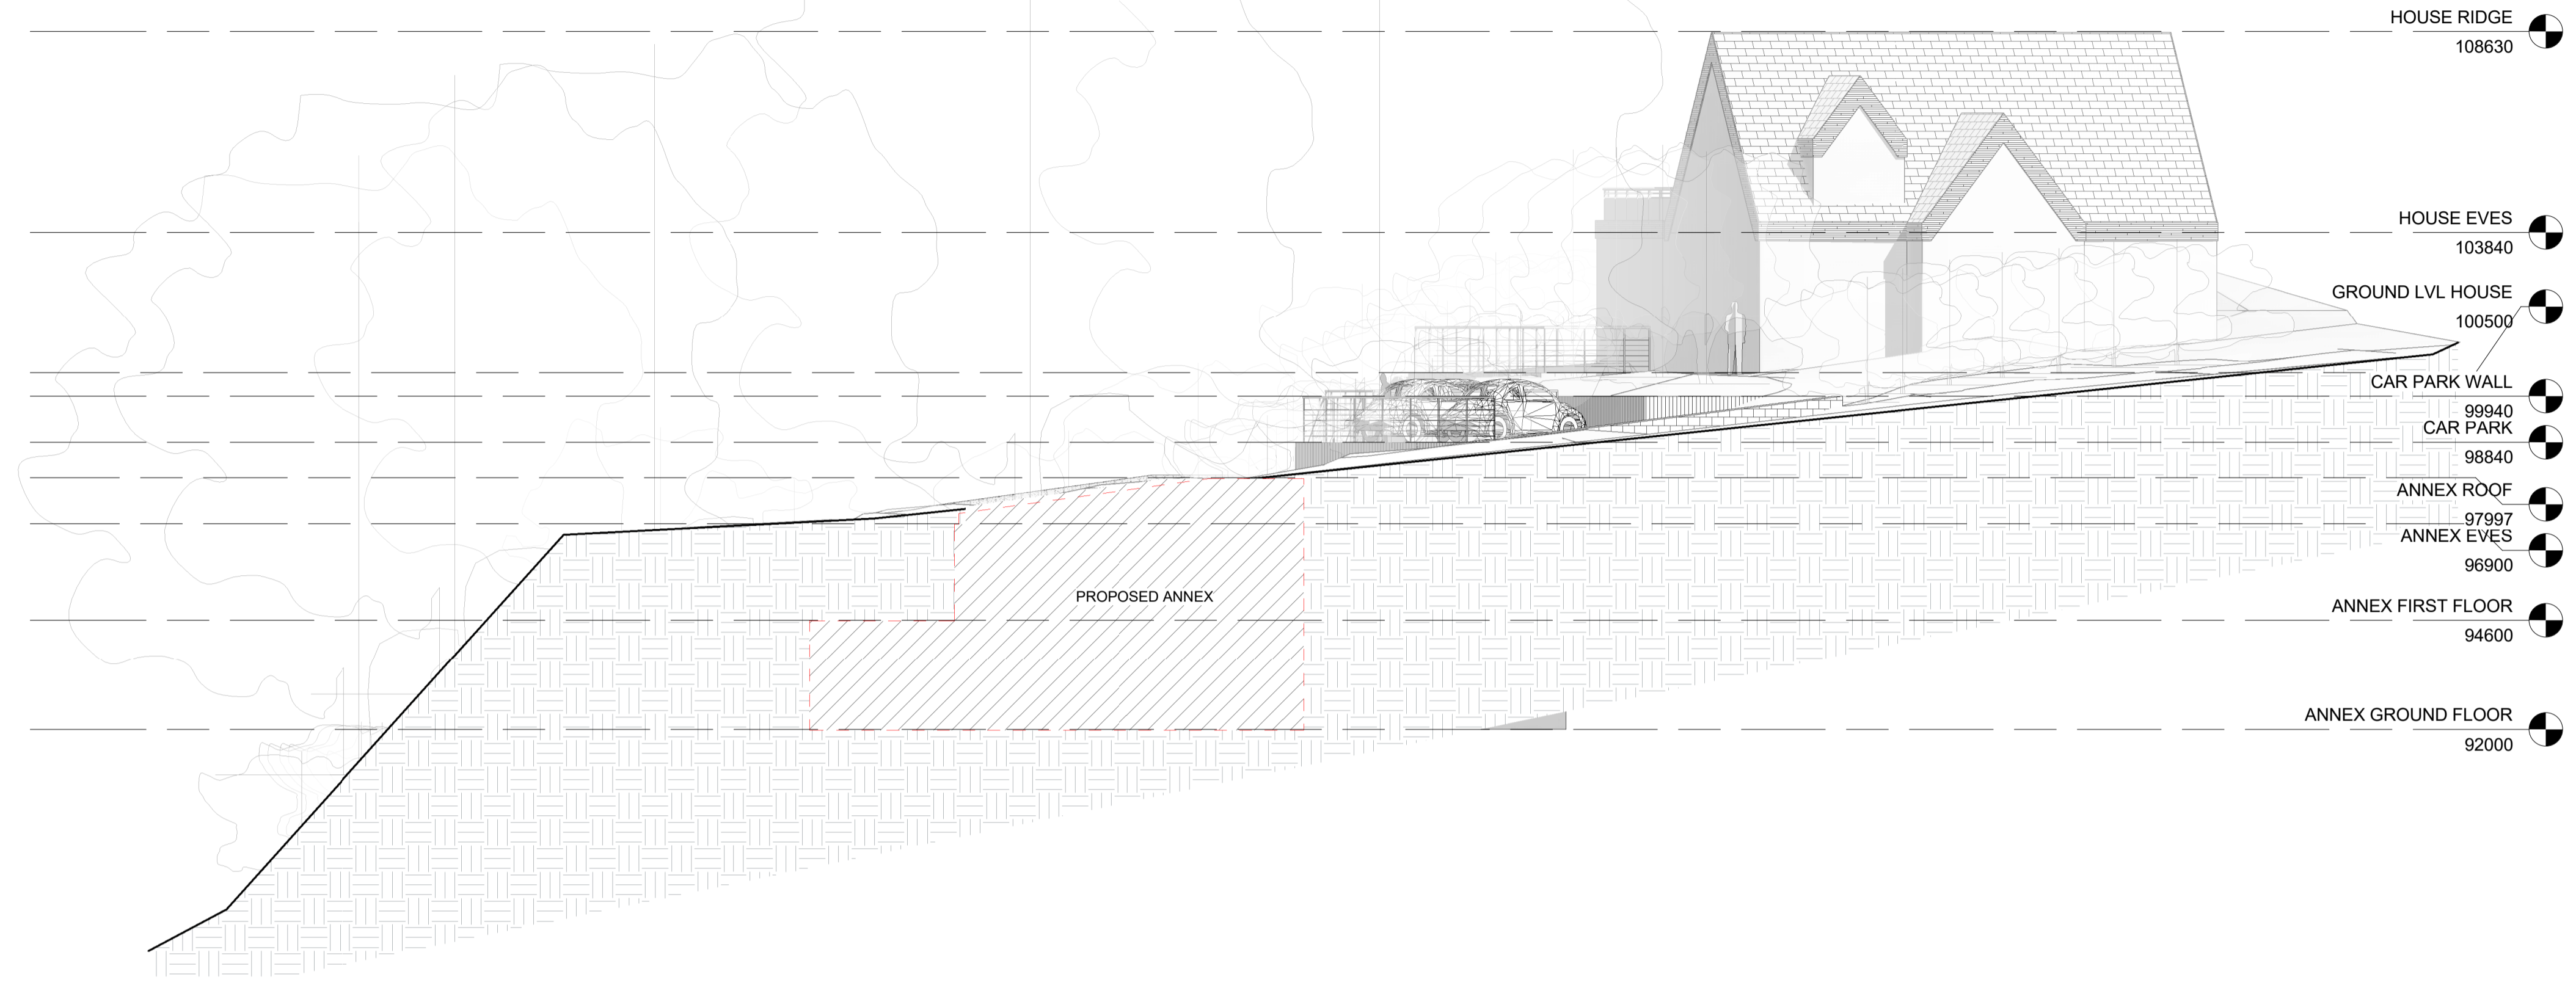 HOUSE RIDGE
108630
HOUSE EVES
103840
GROUND LVL HOUSE
100500
CAR PARK WALL
99940
CAR PARK
98840
ANNEX ROOF
97997
ANNEX EVES
96900
PROPOSED ANNEX
ANNEX FIRST FLOOR
94600
ANNEX GROUND FLOOR
92000